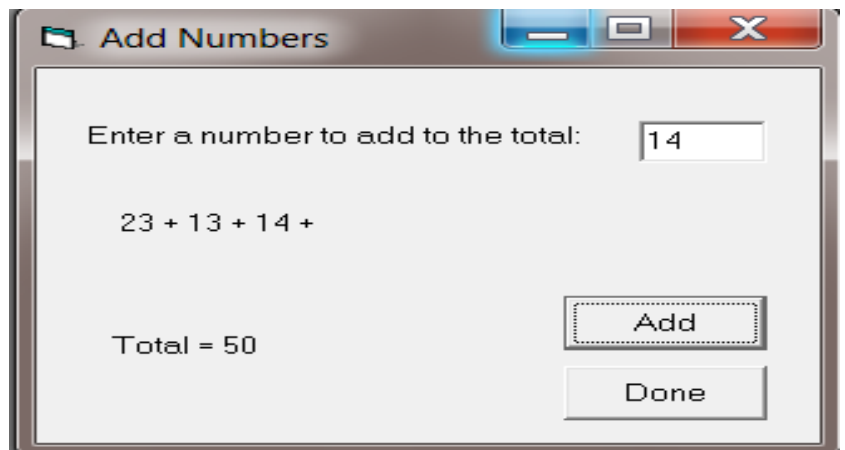 Add Numbers
Enter a number to add to the total: 14
23 + 13 + 14 +
Add
Total = 50
Done